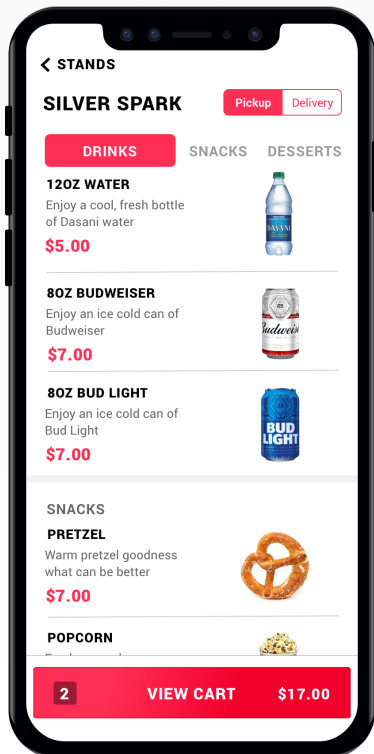 STANDS
SILVER SPARK
Pickup
Delivery
DRINKS
SNACKS
DESSERTS
12OZ WATER
Enjoy a cool, fresh bottle
of Dasani water
$5.00
DASANI
8OZ BUDWEISER
Enjoy an ice cold can of
Budweiser
$7.00
Budweiser
8OZ BUD LIGHT
Enjoy an ice cold can of
Bud Light
$7.00
BUD
LIGHT
SNACKS
PRETZEL
Warm pretzel goodness
what can be better
$7.00
POPCORN
2
VIEW CART
$17.00